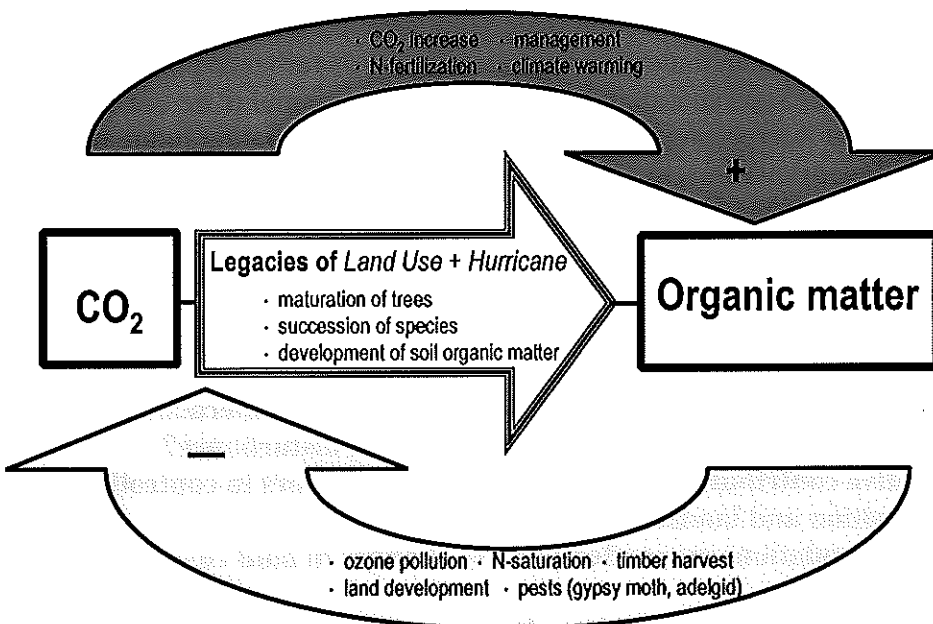 · CO₂ increase · management
· N-fertilization · climate warming
+
CO₂
Legacies of Land Use + Hurricane
· maturation of trees
· succession of species
· development of soil organic matter
Organic matter
—
· ozone pollution · N-saturation · timber harvest
· land development · pests (gypsy moth, adelgid)